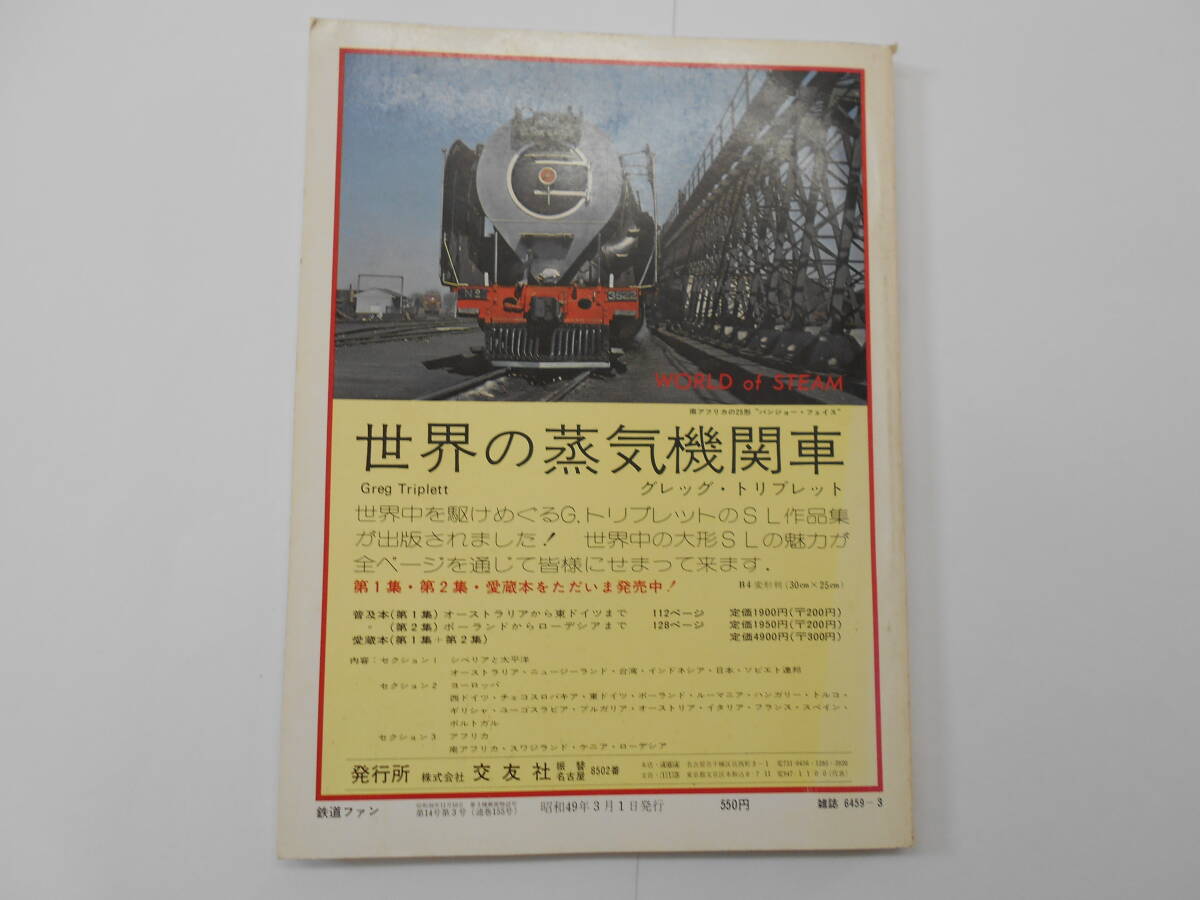 No 3522
WORLD of STEAM
南アフリカの25形 "バンジョー・フェイス"
世界の蒸気機関車
Greg Triplett グレッグ・トリプレット
世界中を駆けめぐるG.トリプレットのSL作品集
が出版されました! 世界中の大形SLの魅力が
全ページを通じて皆様にせまって来ます.
第1集・第2集・愛蔵本をただいま発売中! B4変形判(30cm×25cm)
普及本(第1集) オーストラリアから東ドイツまで 112ページ 定価1900円(〒200円)
〃 (第2集) ポーランドからローデシアまで 128ページ 定価1950円(〒200円)
愛蔵本(第1集+第2集) 定価4900円(〒300円)
内容:セクション1 シベリアと太平洋
オーストラリア・ニュージーランド・台湾・インドネシア・日本・ソビエト連邦
セクション2 ヨーロッパ
西ドイツ・チェコスロバキア・東ドイツ・ポーランド・ルーマニア・ハンガリー・トルコ・
ギリシャ・ユーゴスラビア・ブルガリア・オーストリア・イタリア・フランス・スペイン・
ポルトガル
セクション3 アフリカ
南アフリカ・スワジランド・ケニア・ローデシア
発行所 株式会社 交友社 振替名古屋 8502番
本店・
支店・
鉄道ファン 第14号第3号(通巻153号) 昭和49年3月1日発行 550円 雑誌 6459-3